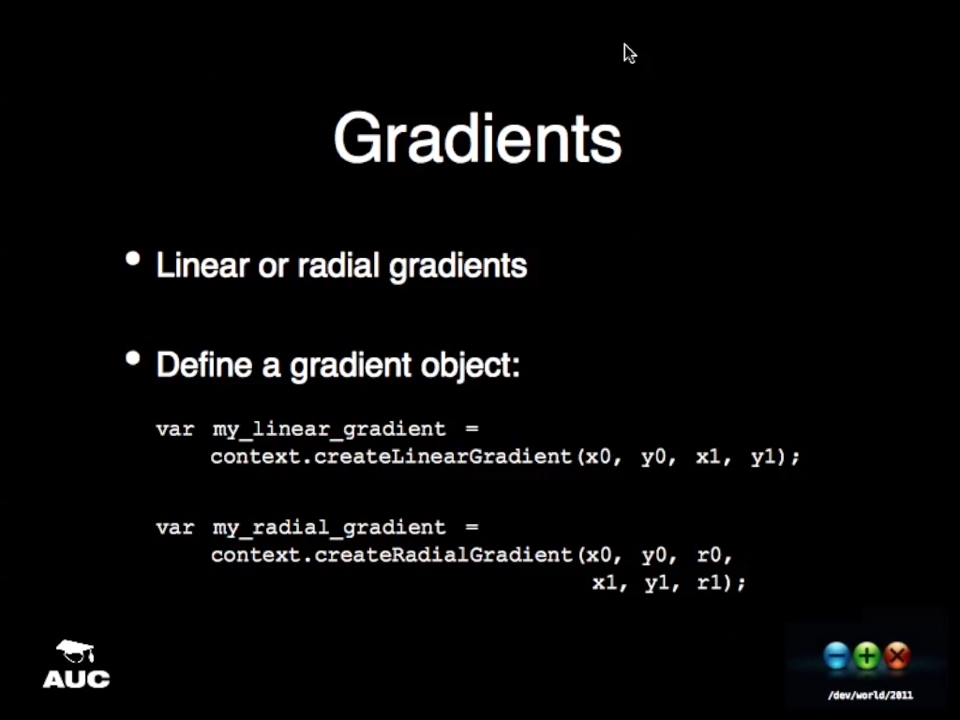 Gradients
• Linear or radial gradients
• Define a gradient object:
var my_linear_gradient =
context.createLinearGradient(x0, y0, x1, y1);
var my_radial_gradient =
context.createRadialGradient(x0, y0, r0,
x1, y1, r1);
AUC
/dev/world/2011